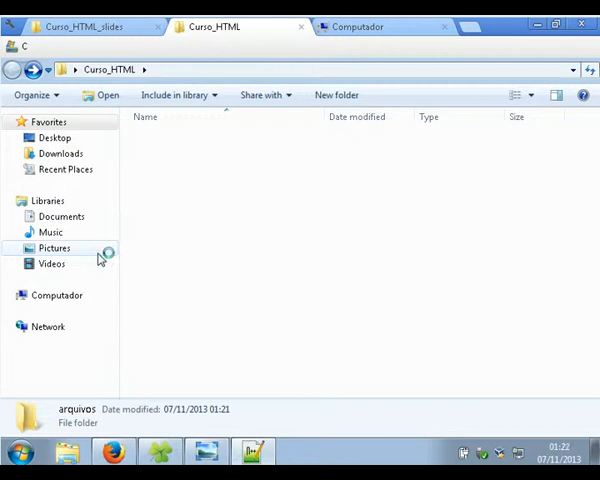 Curso_HTML_slides
Curso_HTML
Computador
C
Curso_HTML
Organize
Open
Include in library
Share with
New folder
Name
Date modified
Type
Size
Favorites
Desktop
Downloads
Recent Places
Libraries
Documents
Music
Pictures
Videos
Computador
Network
arquivos Date modified: 07/11/2013 01:21
File folder
01:22
07/11/2013